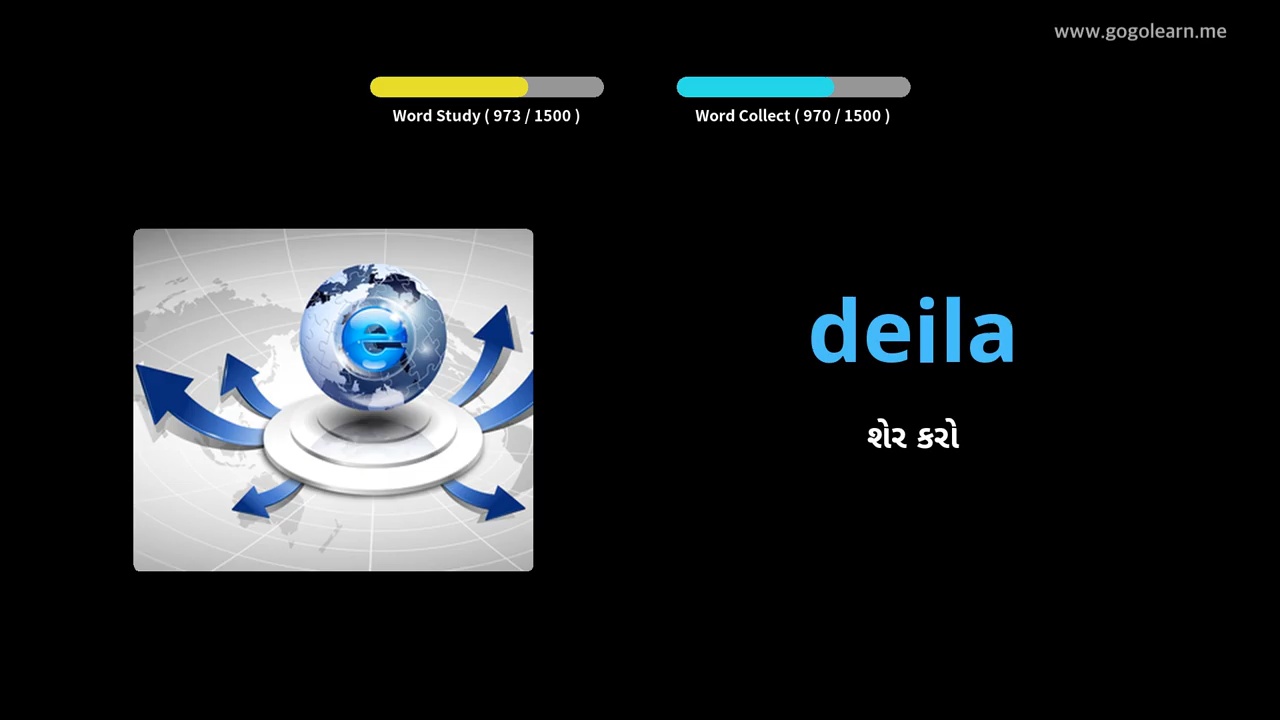 www.gogolearn.me
Word Study ( 973 / 1500 )
Word Collect ( 970 / 1500 )
e
deila
શેર કરો